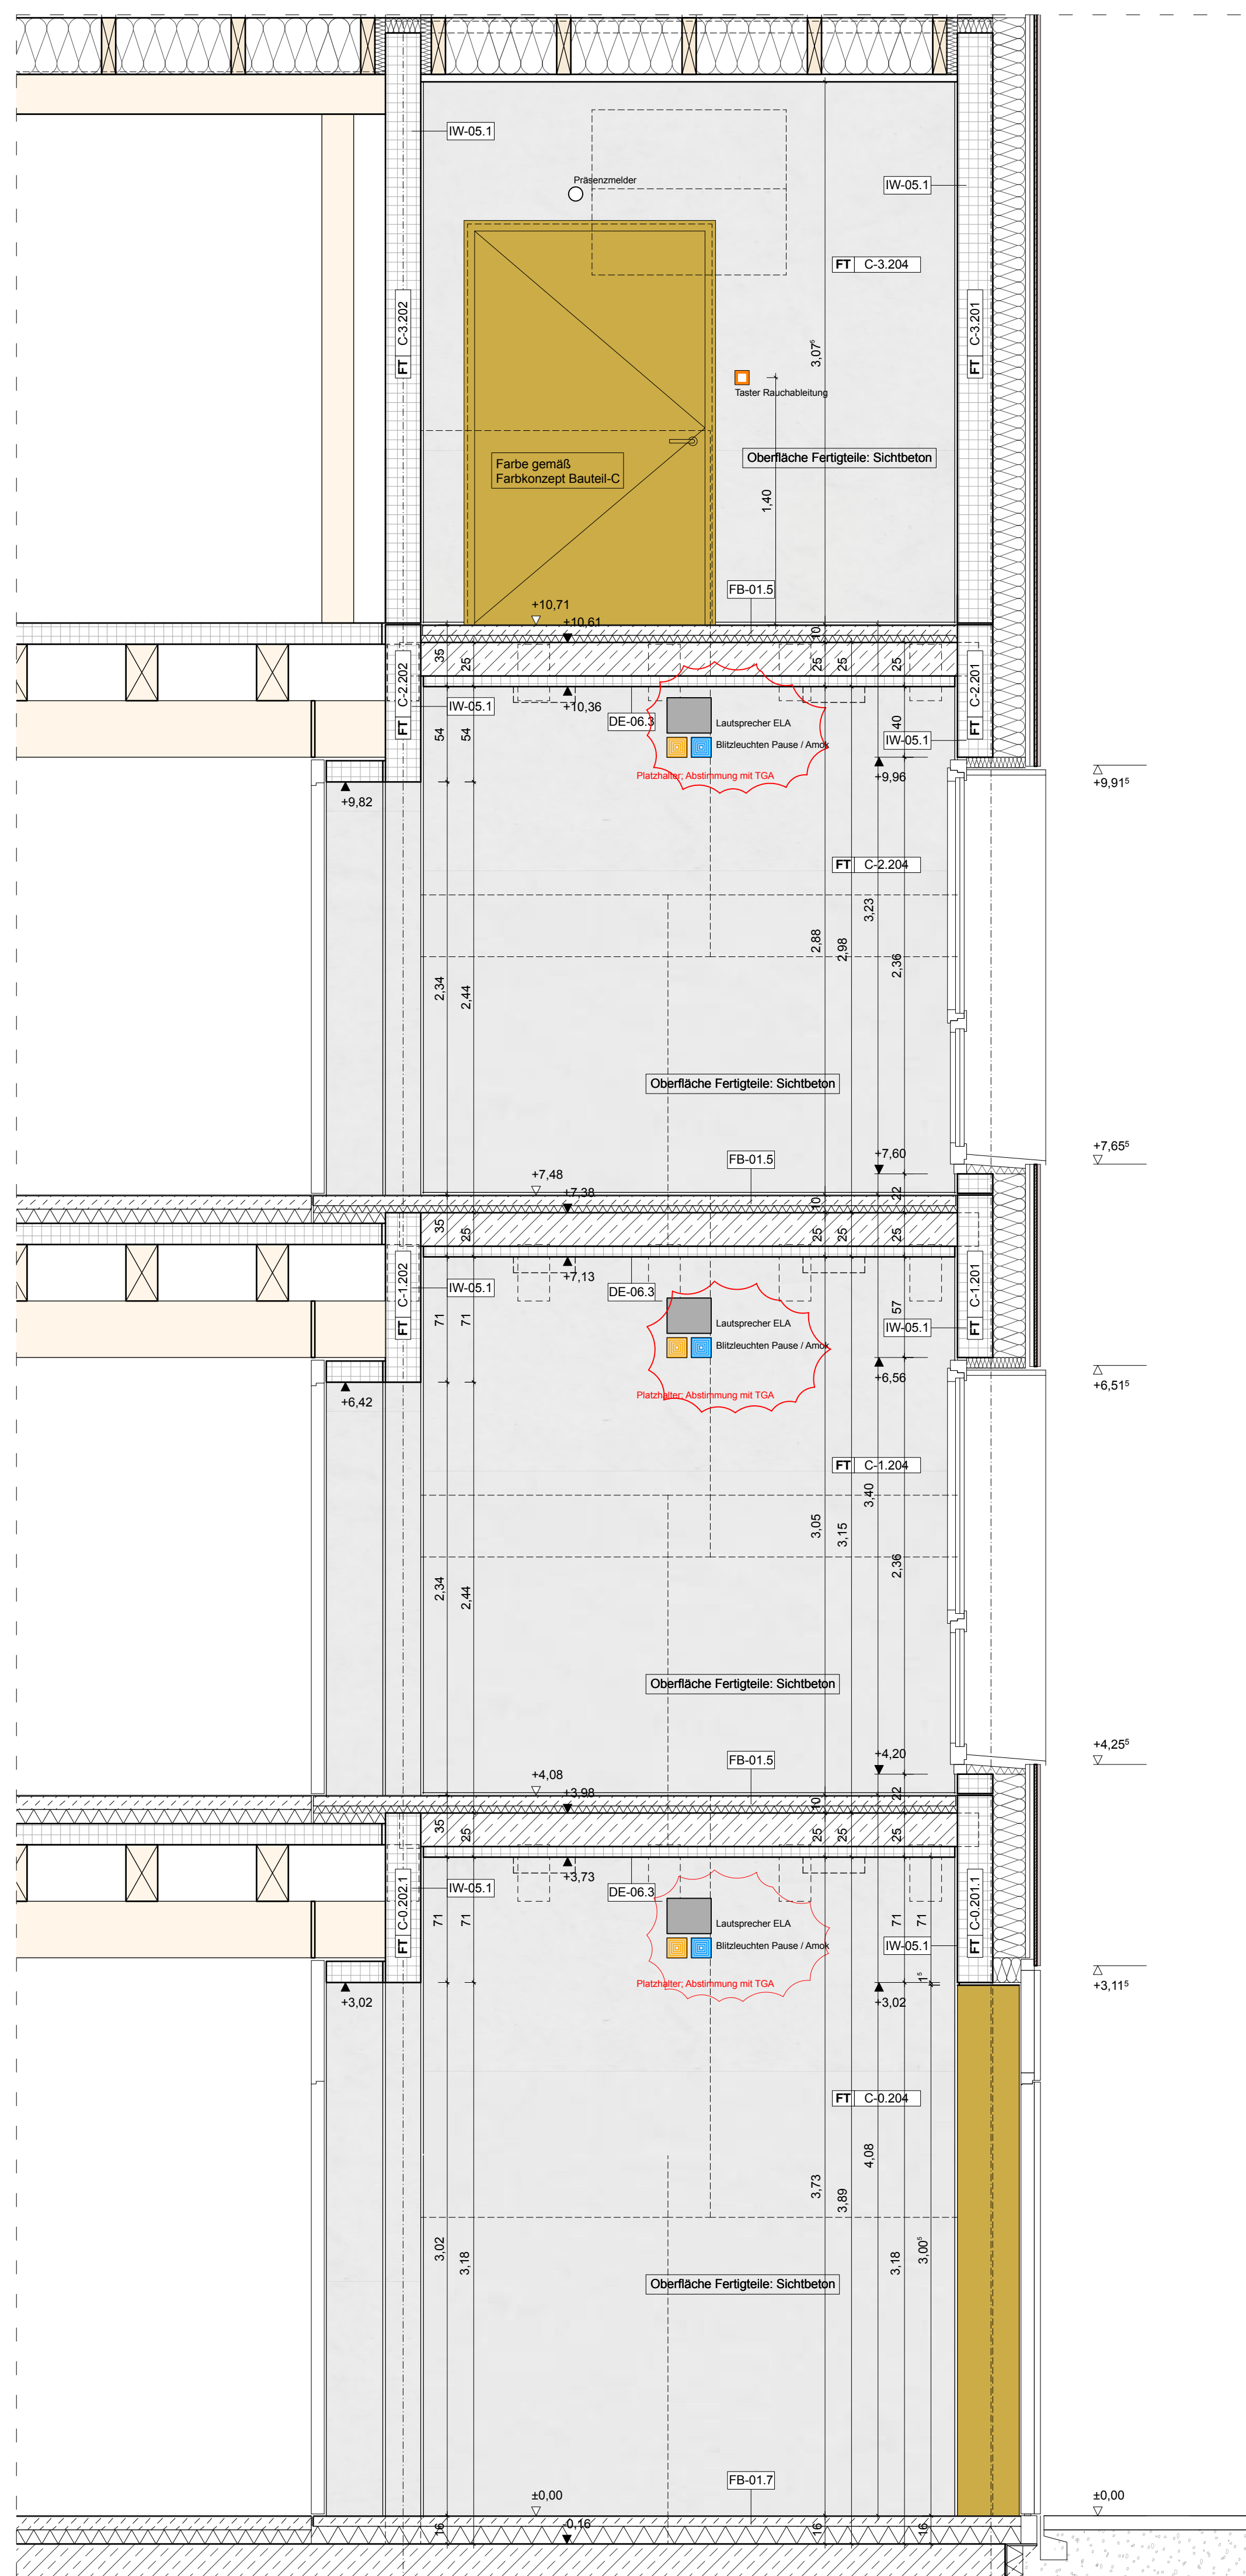 IW-05.1
Präsenzmelder
IW-05.1
FT C-3.204
FT C-3.202
FT C-3.201
3,07⁵
Taster Rauchableitung
Farbe gemäß
Farbkonzept Bauteil-C
Oberfläche Fertigteile: Sichtbeton
1,40
FB-01.5
+10,71
+10,61
10
35
25
25
25
25
FT C-2.202
FT C-2.201
IW-05.1
+10,36
DE-06.3
Lautsprecher ELA
40
54
54
Blitzleuchten Pause / Amok
IW-05.1
Platzhalter; Abstimmung mit TGA
+9,96
+9,91⁵
+9,82
FT C-2.204
3,23
2,88
2,98
2,36
2,34
2,44
Oberfläche Fertigteile: Sichtbeton
+7,65⁵
FB-01.5
+7,60
+7,48
+7,38
10
22
35
25
25
25
25
FT C-1.202
FT C-1.201
+7,13
IW-05.1
DE-06.3
57
71
71
Lautsprecher ELA
IW-05.1
Blitzleuchten Pause / Amok
+6,56
+6,51⁵
Platzhalter; Abstimmung mit TGA
+6,42
FT C-1.204
3,40
3,05
3,15
2,36
2,34
2,44
Oberfläche Fertigteile: Sichtbeton
+4,25⁵
FB-01.5
+4,20
+4,08
+3,98
10
22
35
25
25
25
25
FT C-0.202.1
FT C-0.201.1
+3,73
IW-05.1
DE-06.3
71
71
71
71
Lautsprecher ELA
Blitzleuchten Pause / Amok
IW-05.1
1⁵
Platzhalter; Abstimmung mit TGA
+3,11⁵
+3,02
+3,02
FT C-0.204
4,08
3,73
3,89
3,02
3,18
3,18
3,00⁵
Oberfläche Fertigteile: Sichtbeton
FB-01.7
±0,00
±0,00
-0,16
16
16
16